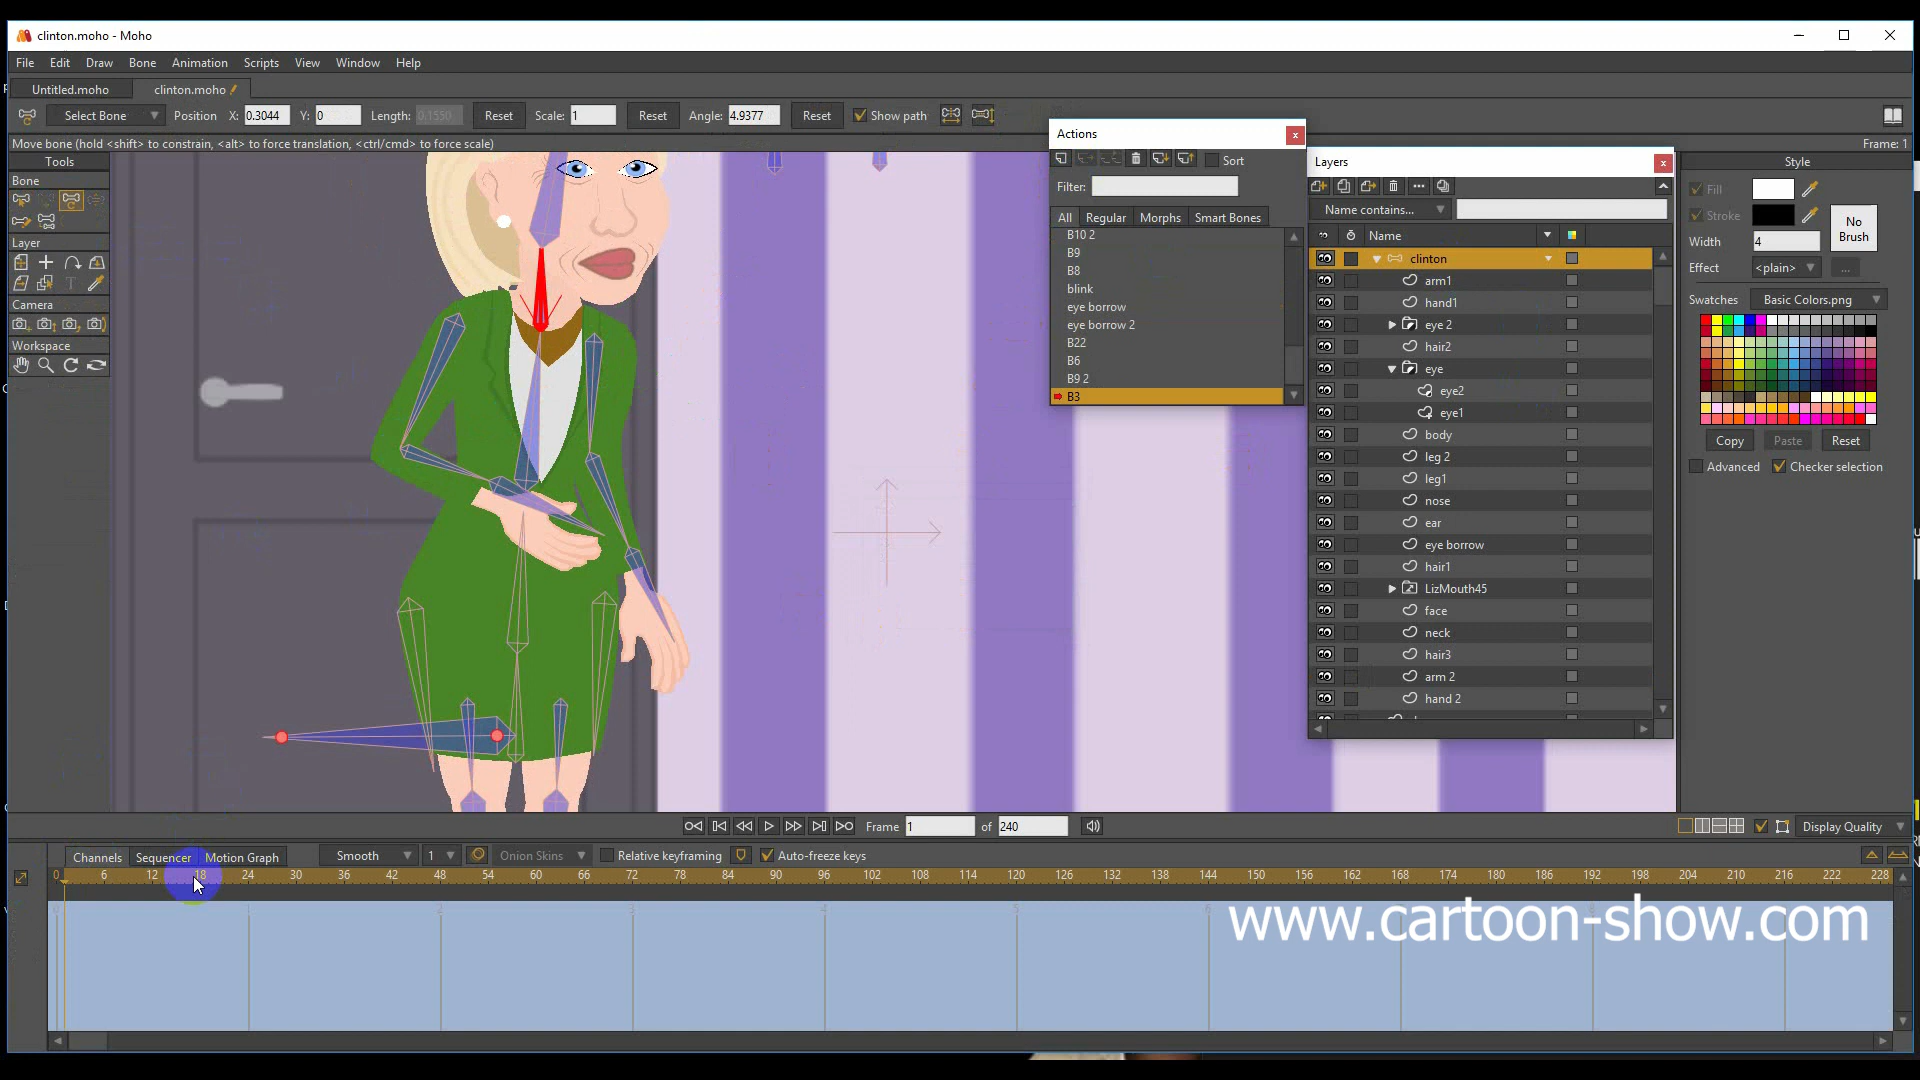 clinton.moho - Moho
File Edit Draw Bone Animation Scripts View Window Help
Untitled.moho clinton.moho
Select Bone Position X: 0.3044 Y: 0 Length: 0.1550 Reset Scale: 1 Reset Angle: 4.9377 Reset Show path
Move bone (hold <shift> to constrain, <alt> to force translation, <ctrl/cmd> to force scale) Frame: 1
Tools
Bone
Layer
Camera
Workspace
Actions
Sort
Filter:
All Regular Morphs Smart Bones
B10 2
B9
B8
blink
eye borrow
eye borrow 2
B22
B6
B9 2
B3
Layers
Name contains...
Name
clinton
arm1
hand1
eye 2
hair2
eye
eye2
eye1
body
leg 2
leg1
nose
ear
eye borrow
hair1
LizMouth45
face
neck
hair3
arm 2
hand 2
Style
Fill
Stroke
No Brush
Width 4
Effect <plain> ...
Swatches Basic Colors.png
Copy Paste Reset
Advanced Checker selection
Frame 1 of 240
Display Quality
Channels Sequencer Motion Graph Smooth 1 Onion Skins Relative keyframing Auto-freeze keys
0 6 12 18 24 30 36 42 48 54 60 66 72 78 84 90 96 102 108 114 120 126 132 138 144 150 156 162 168 174 180 186 192 198 204 210 216 222 228
www.cartoon-show.com